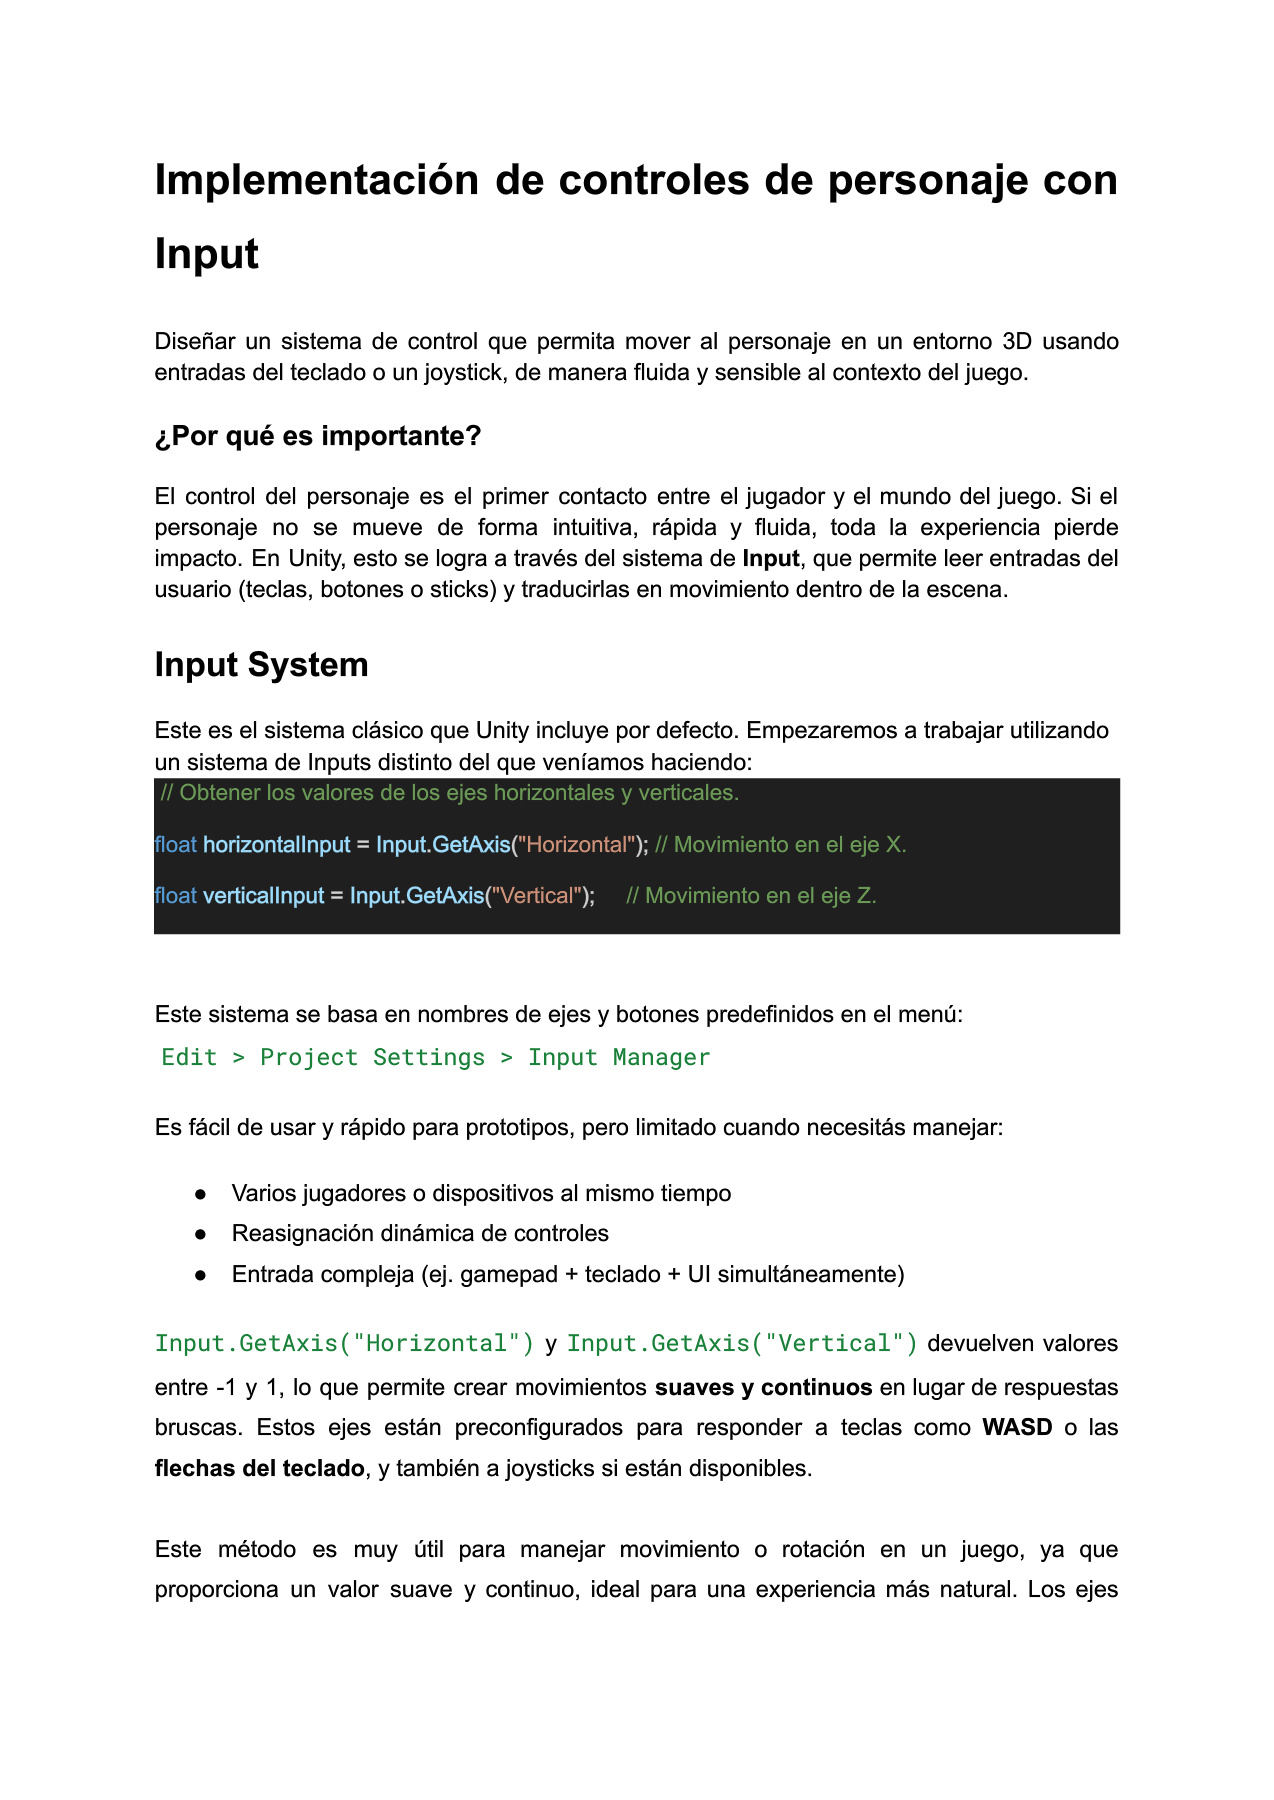 Implementación de controles de personaje con
Input
Diseñar un sistema de control que permita mover al personaje en un entorno 3D usando
entradas del teclado o un joystick, de manera fluida y sensible al contexto del juego.
¿Por qué es importante?
El control del personaje es el primer contacto entre el jugador y el mundo del juego. Si el
personaje no se mueve de forma intuitiva, rápida y fluida, toda la experiencia pierde
impacto. En Unity, esto se logra a través del sistema de Input, que permite leer entradas del
usuario (teclas, botones o sticks) y traducirlas en movimiento dentro de la escena.
Input System
Este es el sistema clásico que Unity incluye por defecto. Empezaremos a trabajar utilizando
un sistema de Inputs distinto del que veníamos haciendo:
// Obtener los valores de los ejes horizontales y verticales.
float horizontalInput = Input.GetAxis("Horizontal"); // Movimiento en el eje X.
float verticalInput = Input.GetAxis("Vertical"); // Movimiento en el eje Z.
Este sistema se basa en nombres de ejes y botones predefinidos en el menú:
Edit > Project Settings > Input Manager
Es fácil de usar y rápido para prototipos, pero limitado cuando necesitás manejar:
● Varios jugadores o dispositivos al mismo tiempo
● Reasignación dinámica de controles
● Entrada compleja (ej. gamepad + teclado + UI simultáneamente)
Input.GetAxis("Horizontal") y Input.GetAxis("Vertical") devuelven valores
entre -1 y 1, lo que permite crear movimientos suaves y continuos en lugar de respuestas
bruscas. Estos ejes están preconfigurados para responder a teclas como WASD o las
flechas del teclado, y también a joysticks si están disponibles.
Este método es muy útil para manejar movimiento o rotación en un juego, ya que
proporciona un valor suave y continuo, ideal para una experiencia más natural. Los ejes